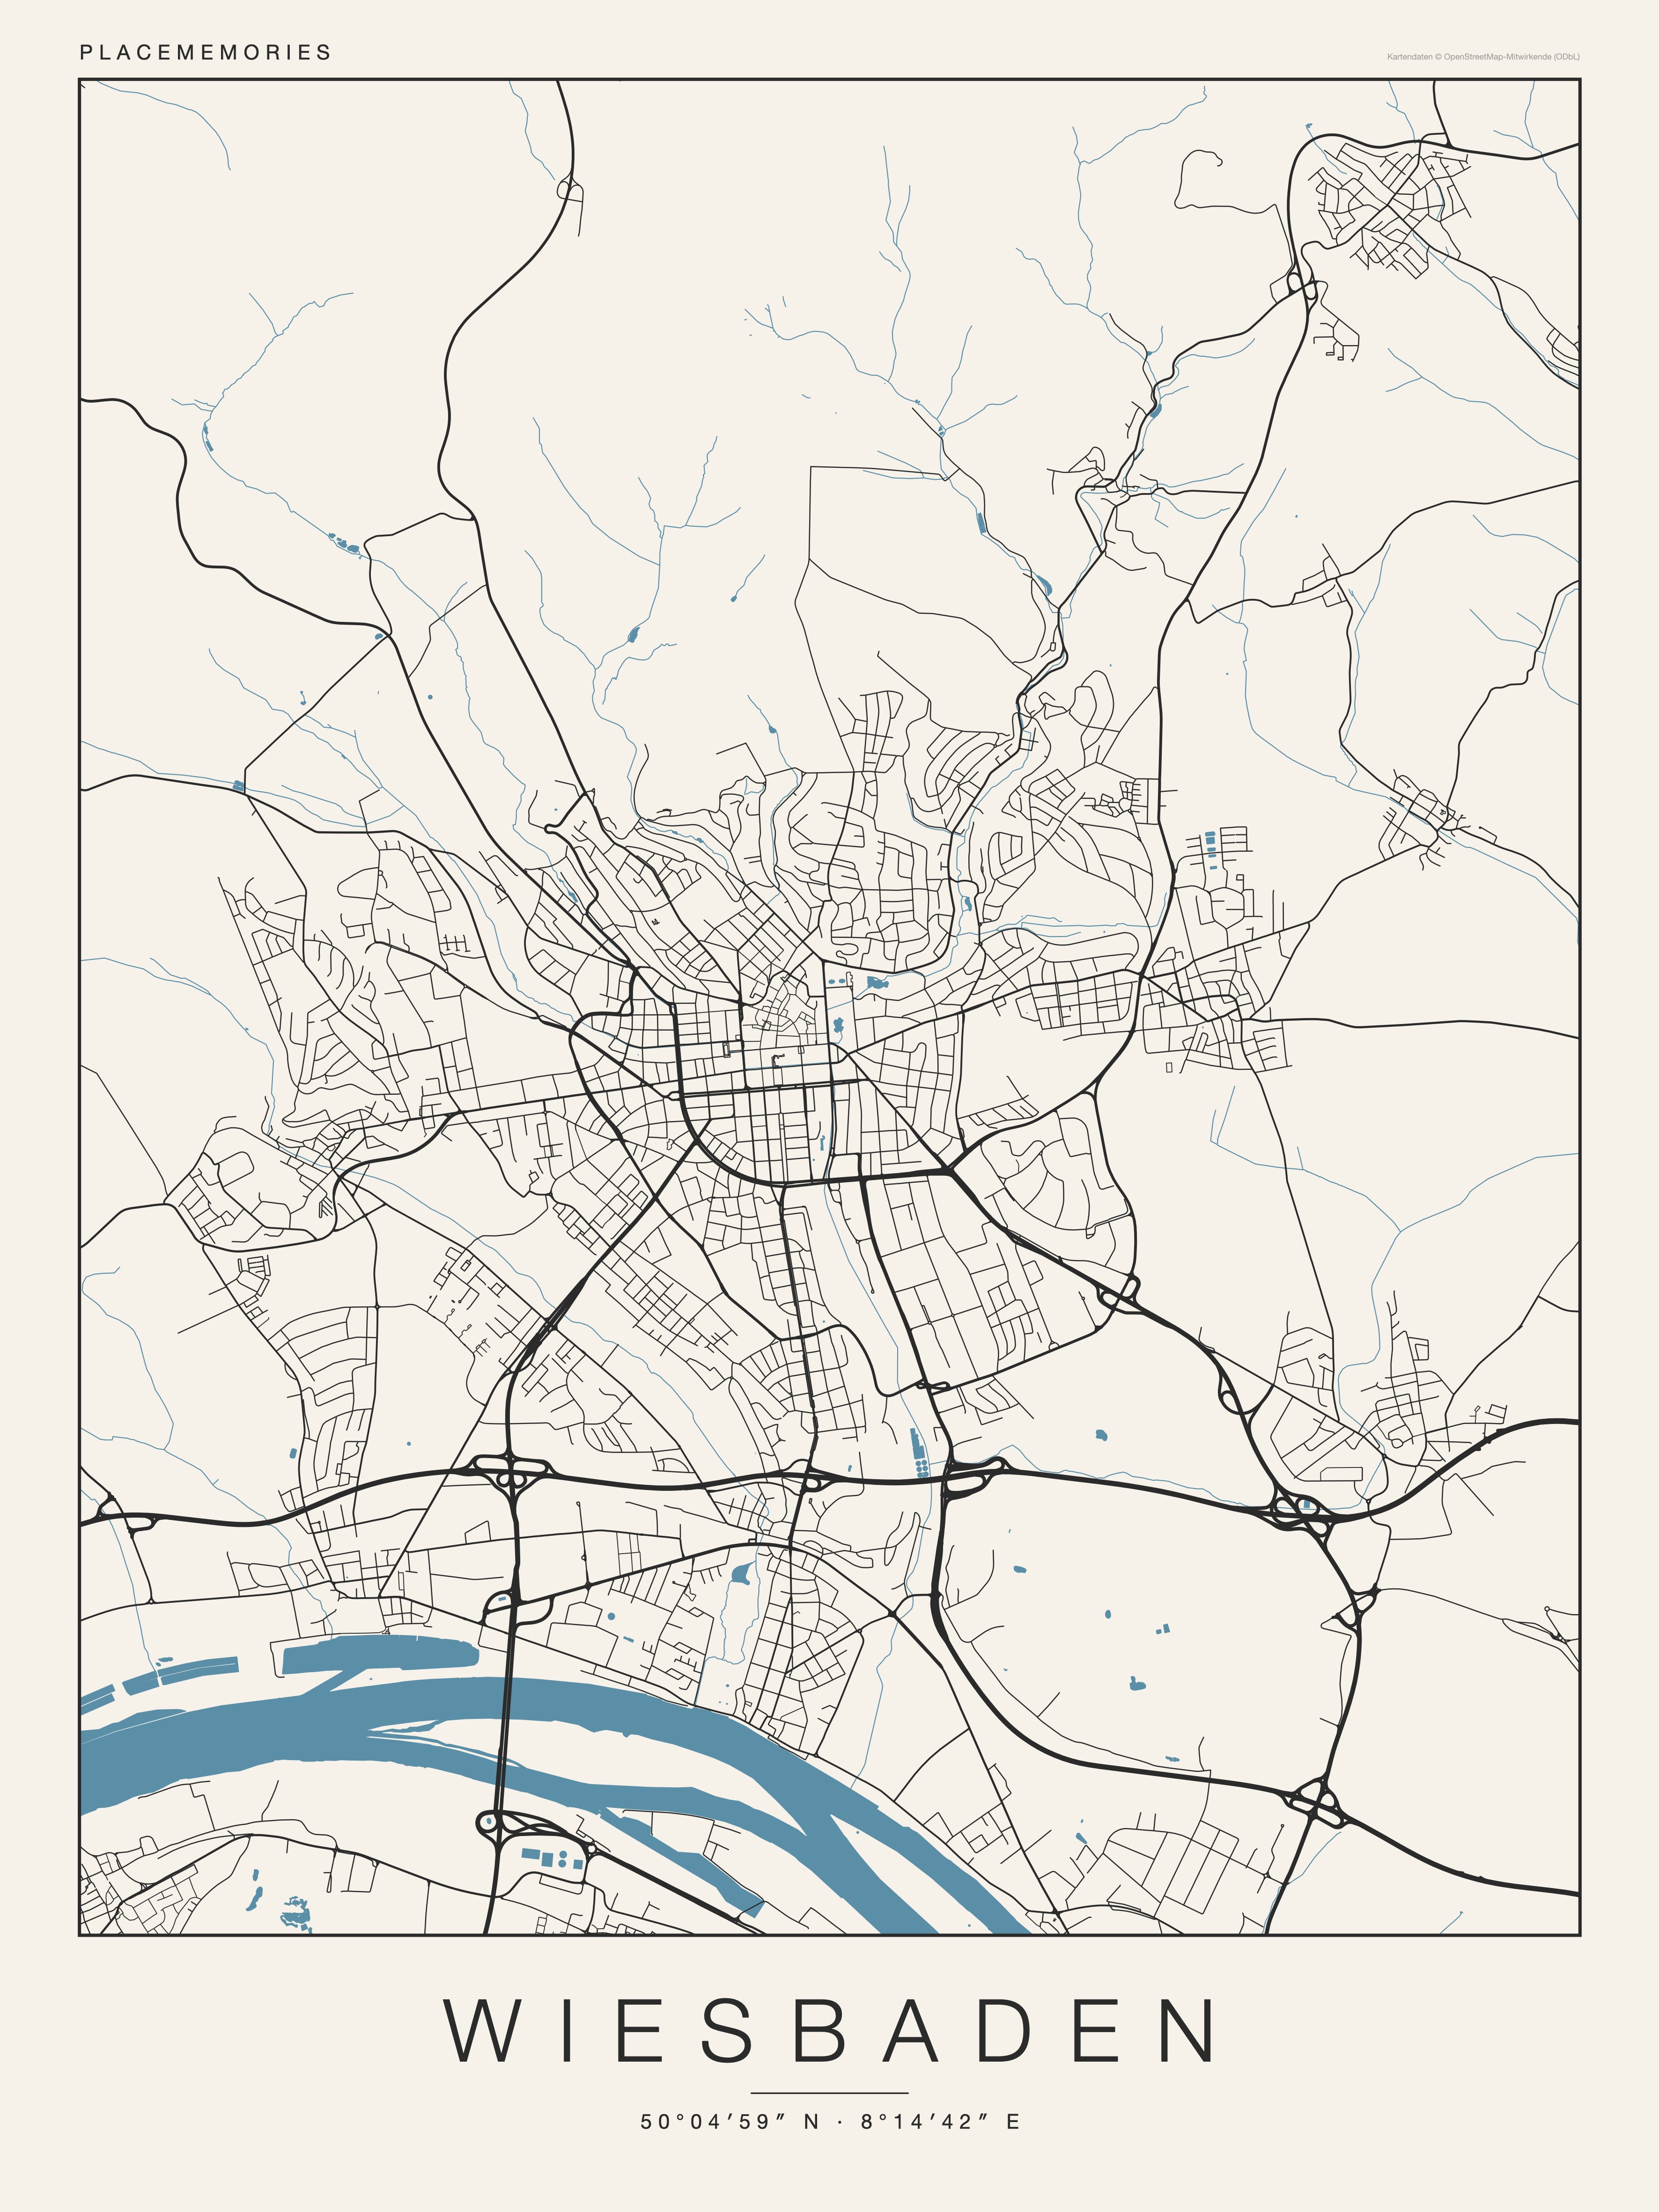 PLACEMEMORIES
Kartendaten © OpenStreetMap-Mitwirkende (ODbL)
WIESBADEN
50°04′59″ N · 8°14′42″ E